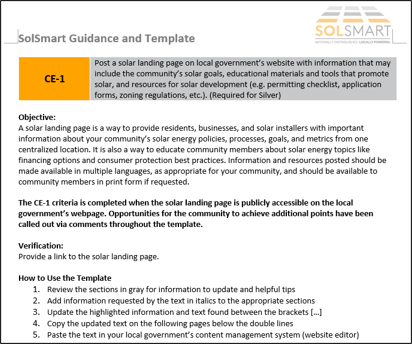 SOLSMART
NATIONALLY DISTINGUISHED. LOCALLY POWERED.
SolSmart Guidance and Template
CE-1
Post a solar landing page on local government's website with information that may
include the community's solar goals, educational materials and tools that promote
solar, and resources for solar development (e.g. permitting checklist, application
forms, zoning regulations, etc.). (Required for Silver)
Objective:
A solar landing page is a way to provide residents, businesses, and solar installers with important
information about your community's solar energy policies, processes, goals, and metrics from one
centralized location. It is also a way to educate community members about solar energy topics like
financing options and consumer protection best practices. Information and resources posted should be
made available in multiple languages, as appropriate for your community, and should be available to
community members in print form if requested.
The CE-1 criteria is completed when the solar landing page is publicly accessible on the local
government's webpage. Opportunities for the community to achieve additional points have been
called out via comments throughout the template.
Verification:
Provide a link to the solar landing page.
How to Use the Template
1. Review the sections in gray for information to update and helpful tips
2. Add information requested by the text in italics to the appropriate sections
3. Update the highlighted information and text found between the brackets […]
4. Copy the updated text on the following pages below the double lines
5. Paste the text in your local government's content management system (website editor)